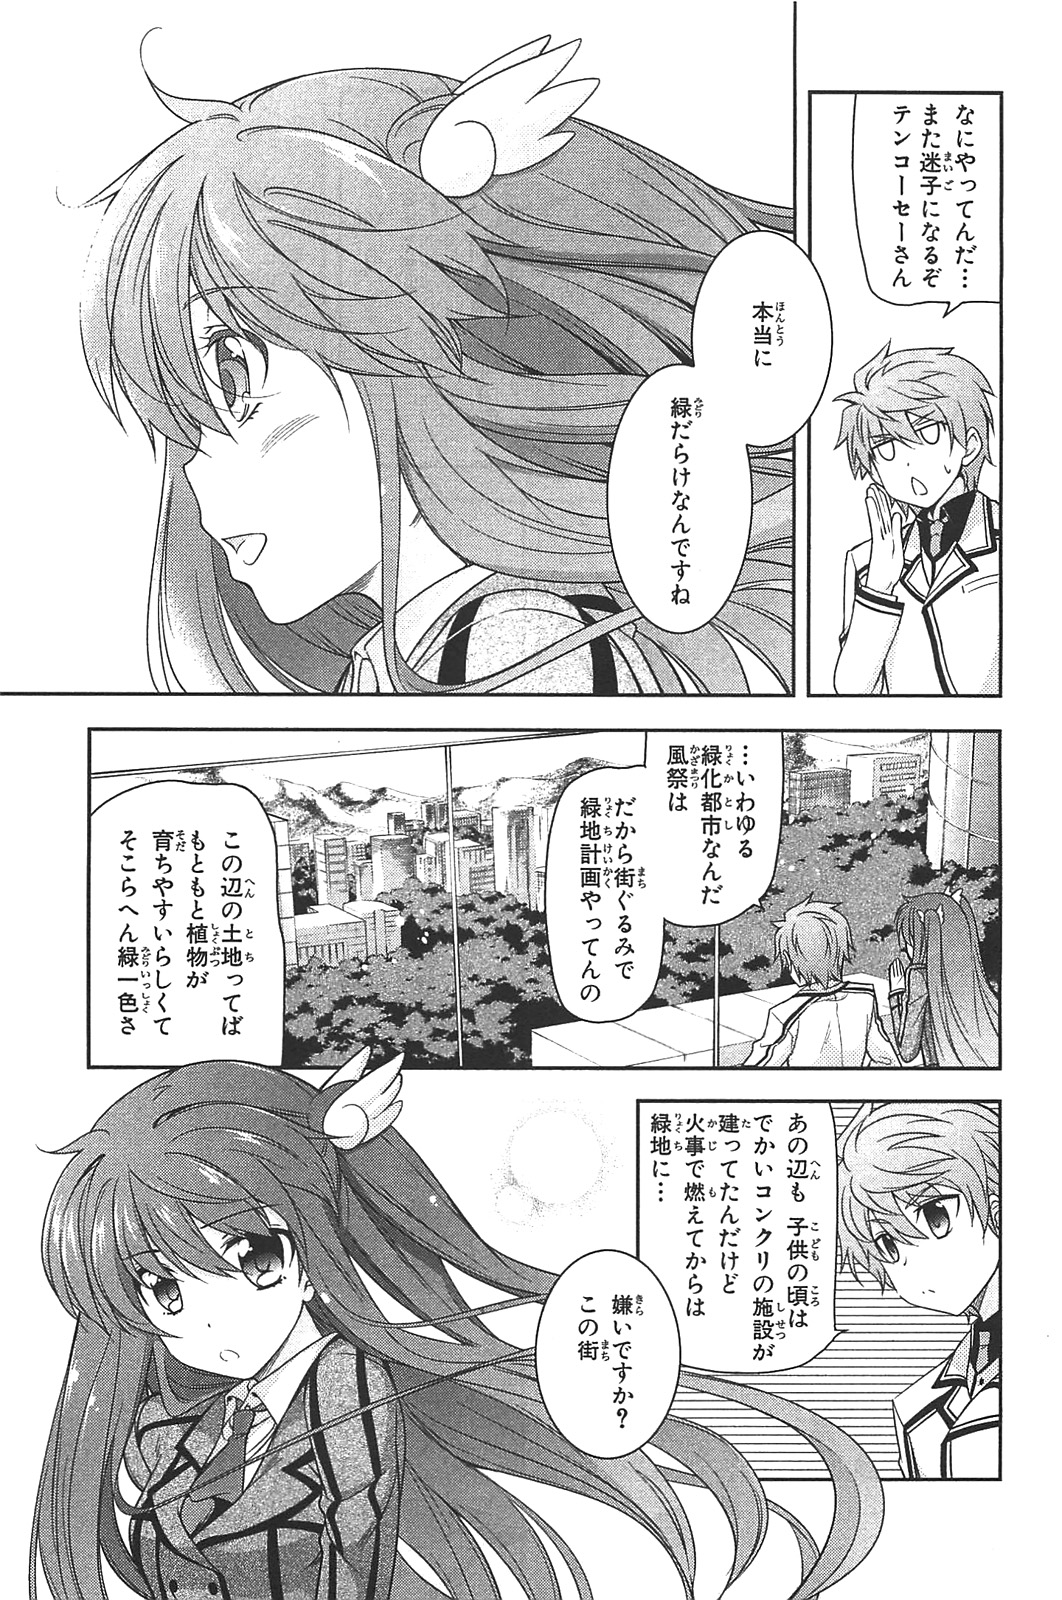 なにやってんだ…
また迷子になるぞ
テンコーセーさん
本当に
緑だらけなんですね
…いわゆる
緑化都市なんだ
風祭は
だから街ぐるみで
緑地計画やってんの
この辺の土地ってば
もともと植物が
育ちやすいらしくて
そこらへん緑一色さ
あの辺も 子供の頃は
でかいコンクリの施設が
建ってたんだけど
火事で燃えてからは
緑地に…
嫌いですか?
この街